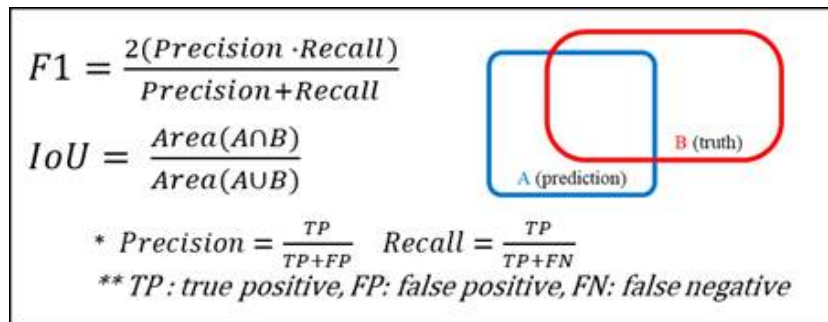 F1 = 2(Precision ·Recall) / Precision+Recall
IoU = Area(A∩B) / Area(A∪B)
B (truth)
A (prediction)
* Precision = TP / TP+FP Recall = TP / TP+FN
** TP : true positive, FP: false positive, FN: false negative